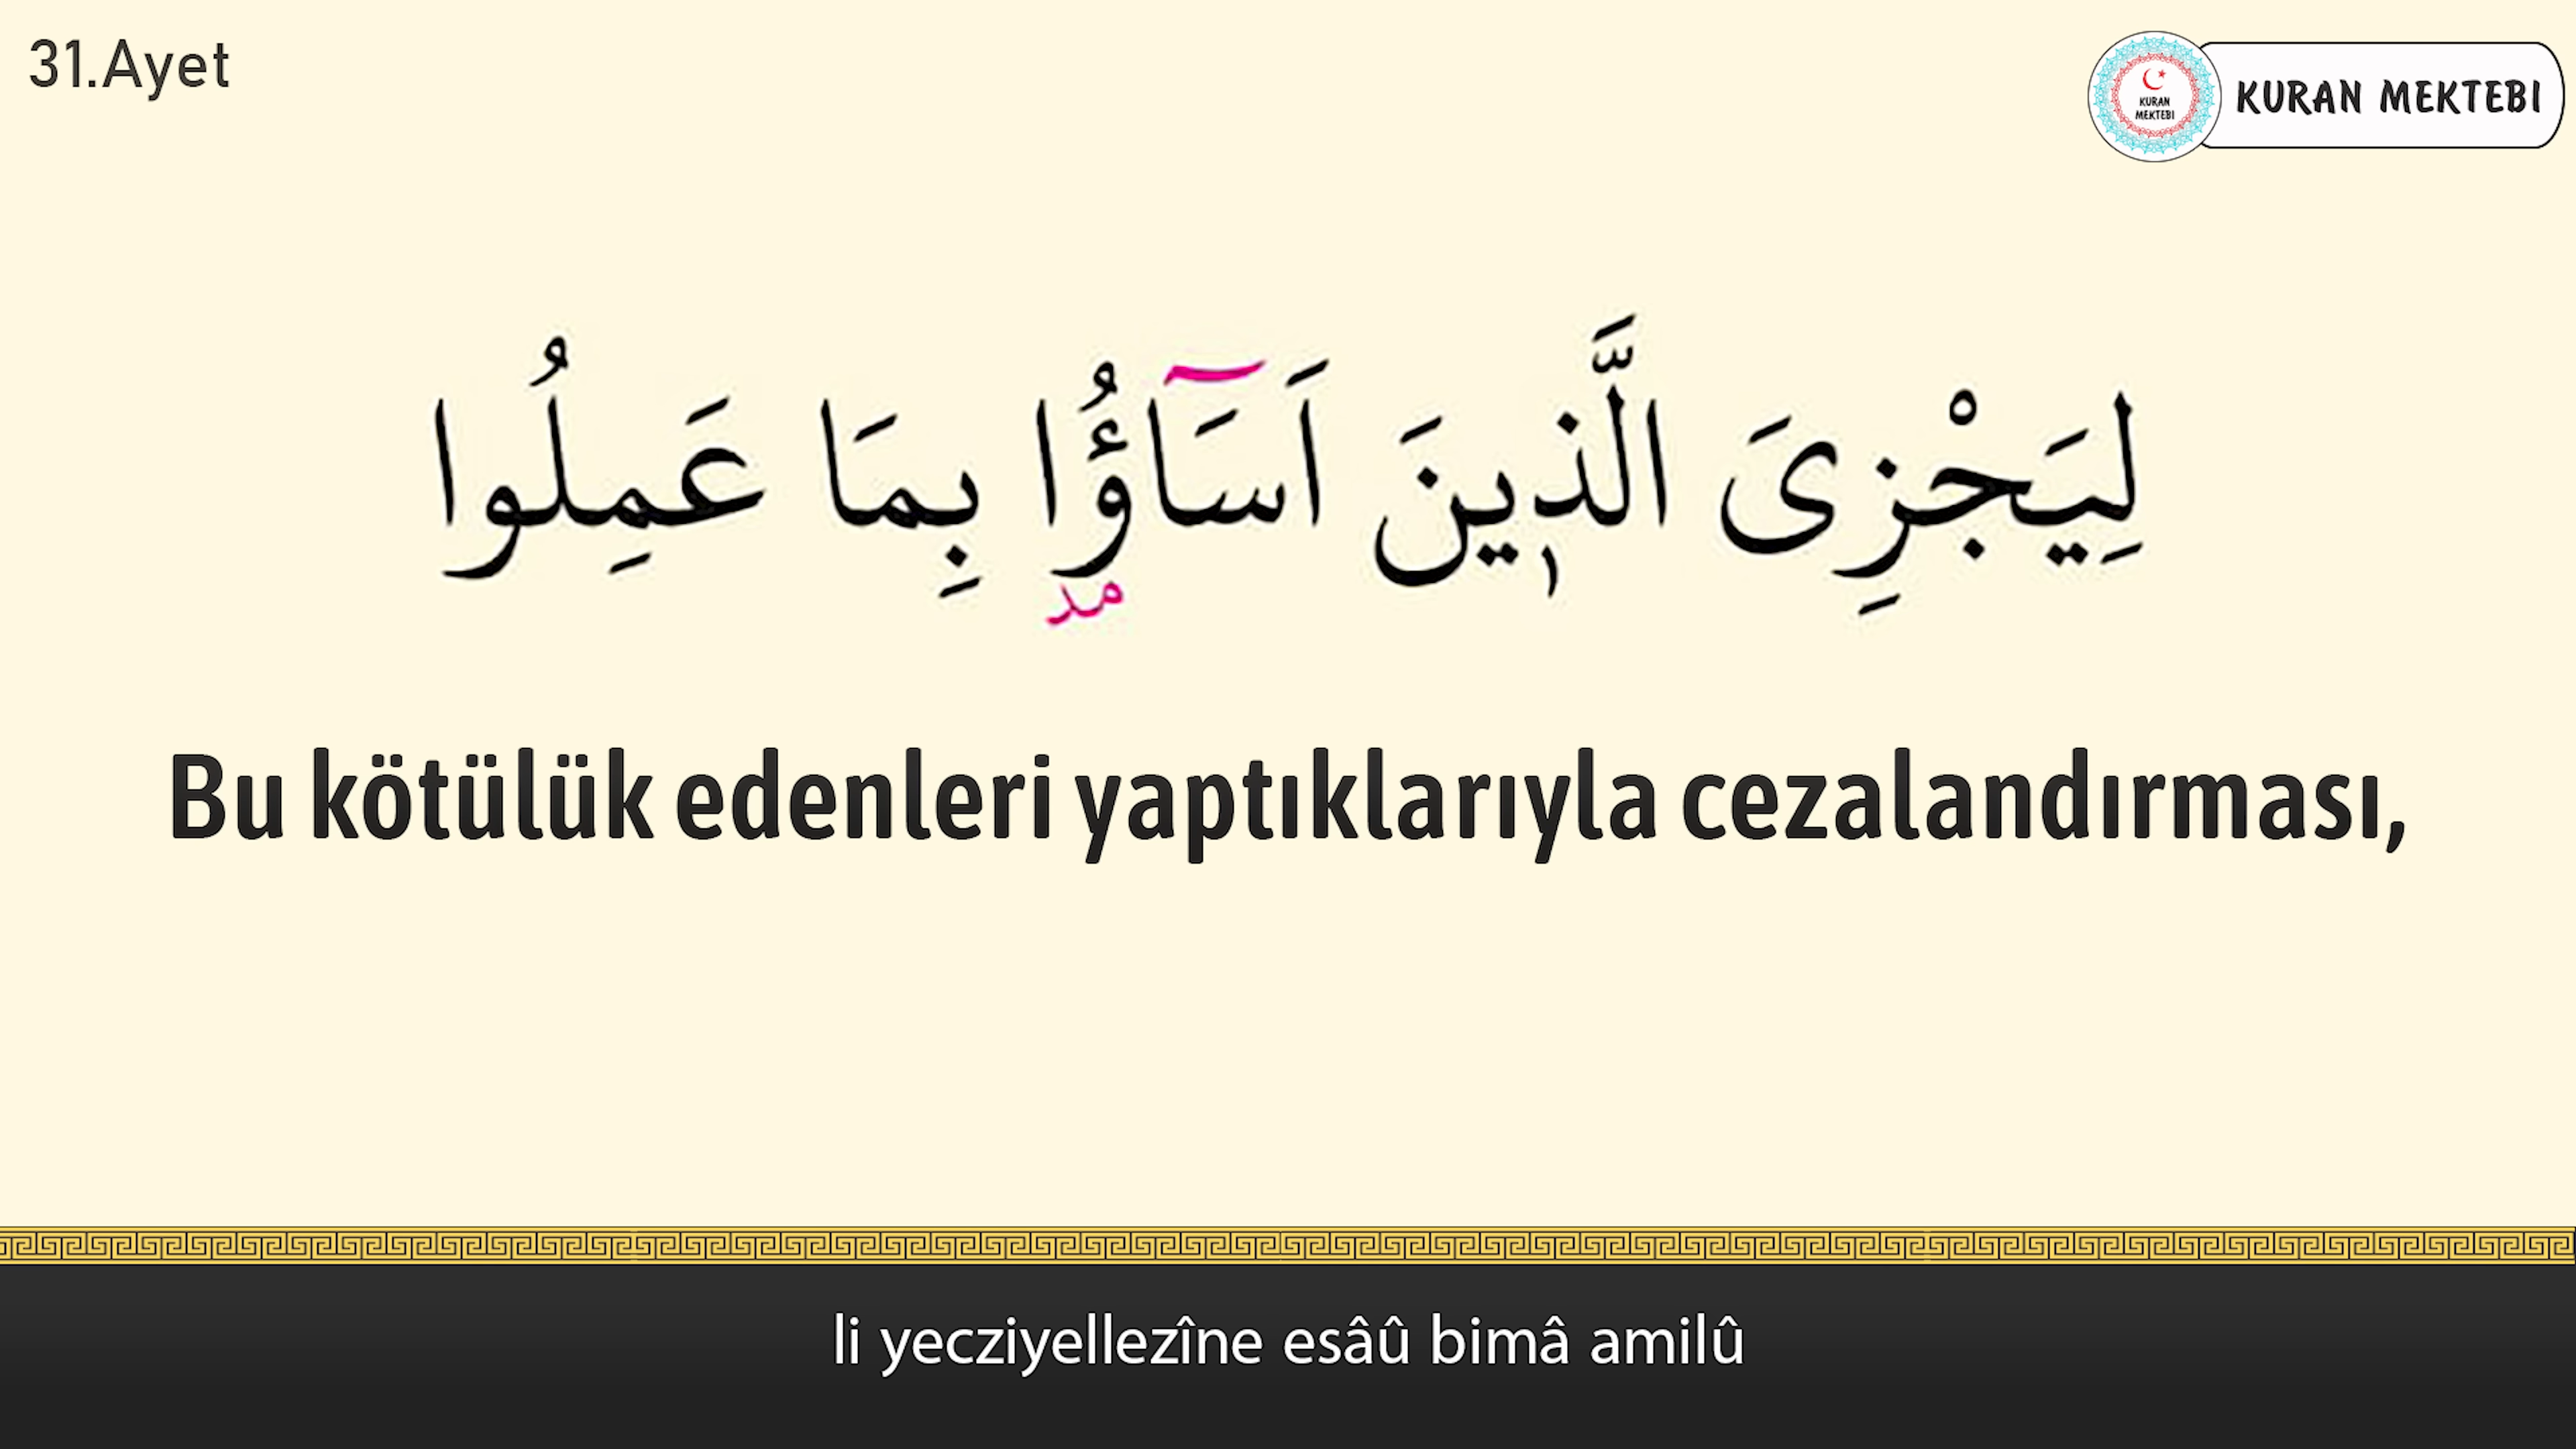 31.Ayet
KURAN
MEKTEBI
KURAN MEKTEBI
لِيَجْزِىَ الَّذ۪ينَ اَسَٓاؤُ۫ا بِمَا عَمِلُوا
مد
Bu kötülük edenleri yaptıklarıyla cezalandırması,
li yecziyellezîne esâû bimâ amilû